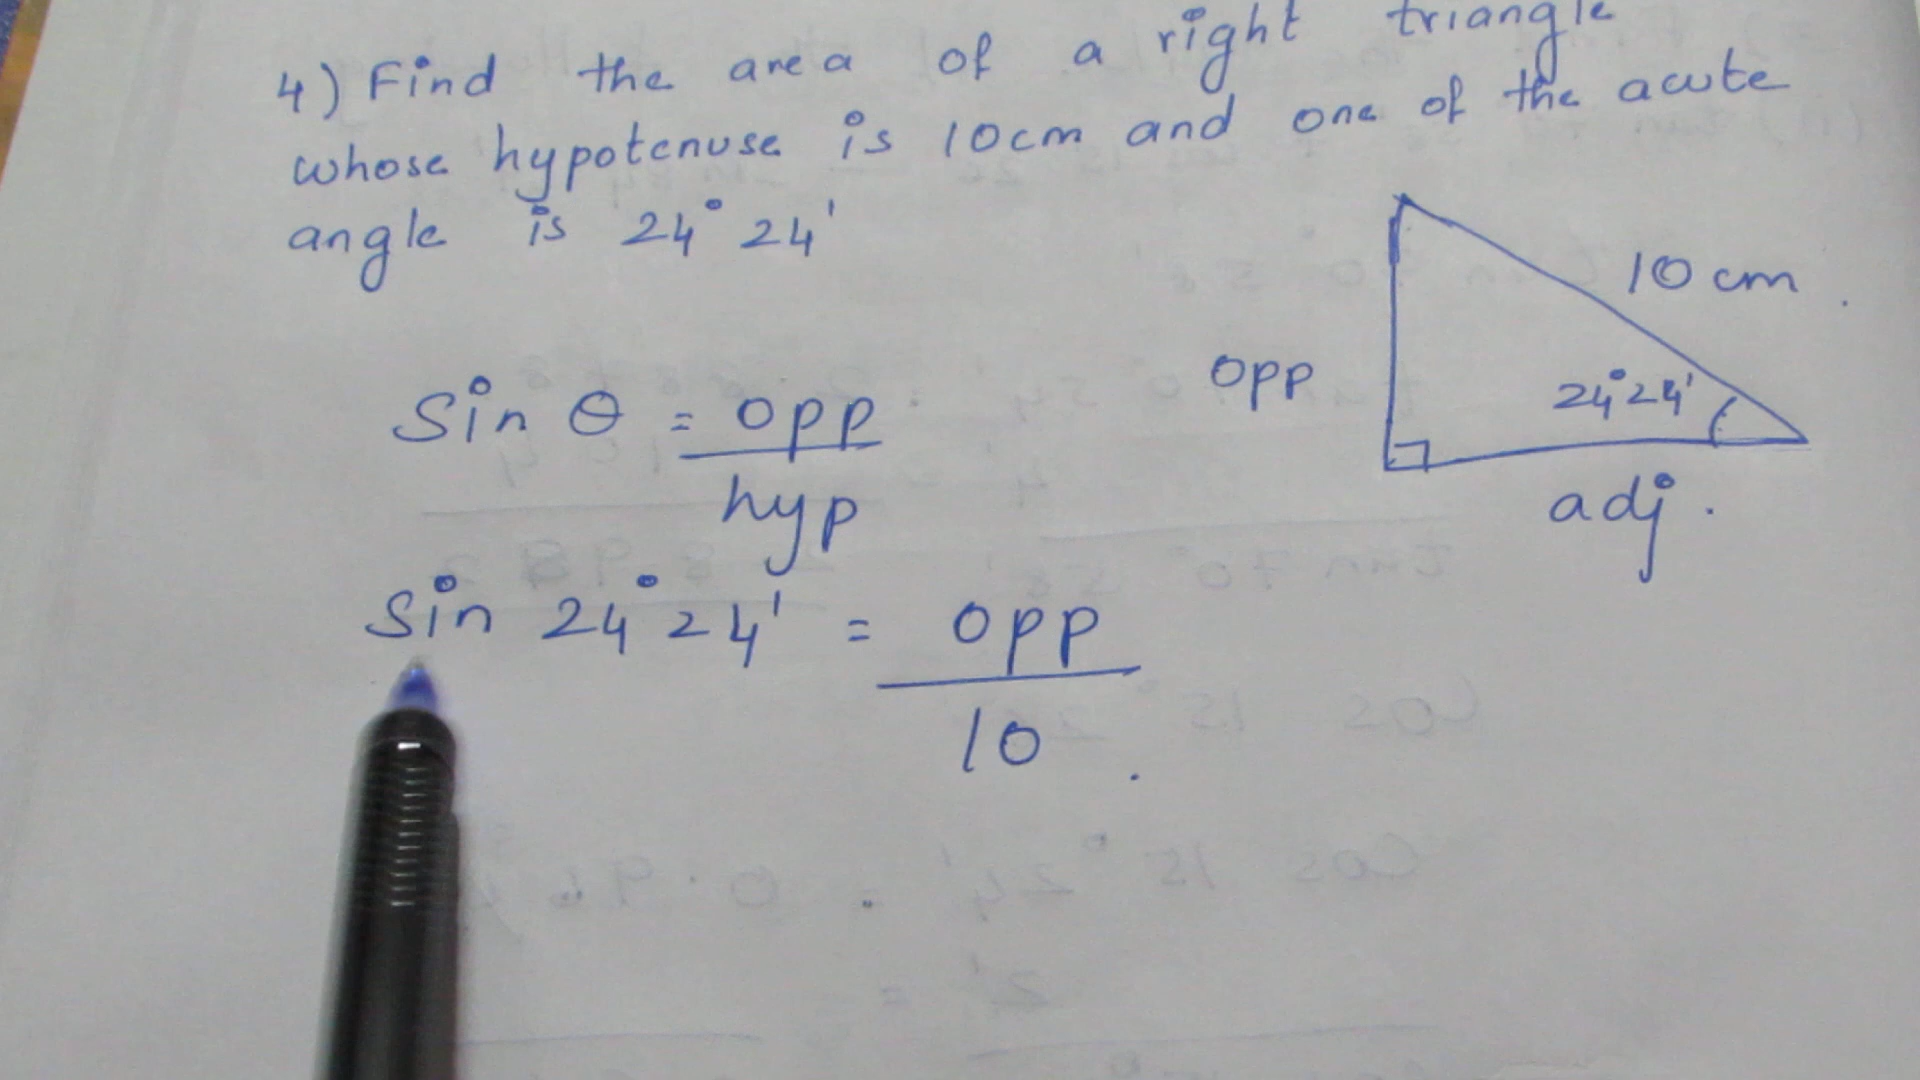 4) Find the area of a right triangle
whose hypotenuse is 10cm and one of the acute
angle is 24° 24'
10 cm
opp
24° 24'
adj.
Sin θ = opp
hyp
Sin 24° 24' = opp
10